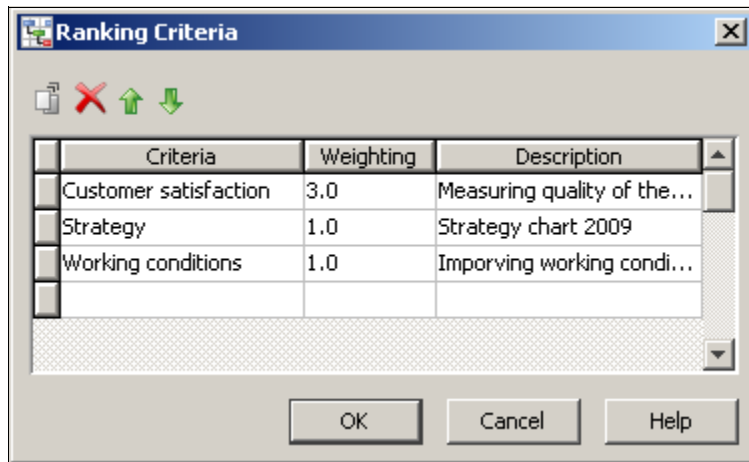 Ranking Criteria
Criteria Weighting Description
Customer satisfaction 3.0 Measuring quality of the...
Strategy 1.0 Strategy chart 2009
Working conditions 1.0 Imporving working condi...
OK Cancel Help